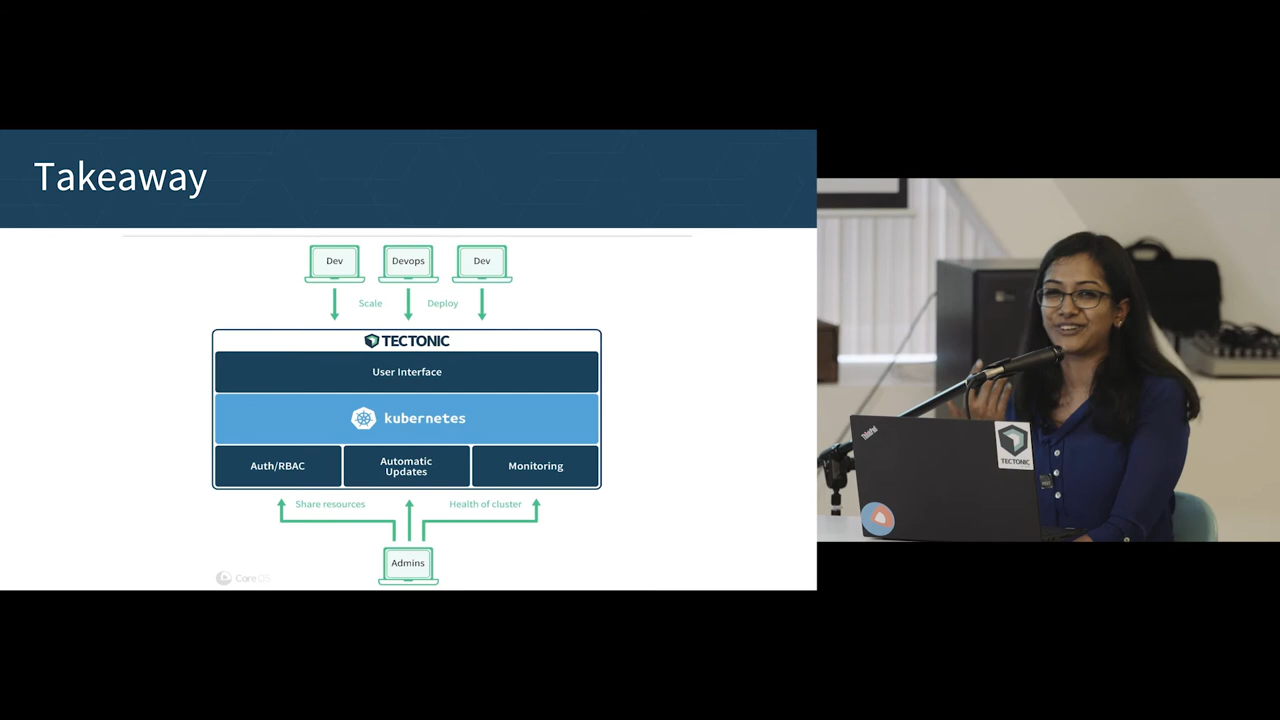 Takeaway
Dev
Devops
Dev
Scale
Deploy
TECTONIC
User Interface
kubernetes
Auth/RBAC
Automatic
Updates
Monitoring
Share resources
Health of cluster
Admins
CoreOS
ThinkPad
TECTONIC